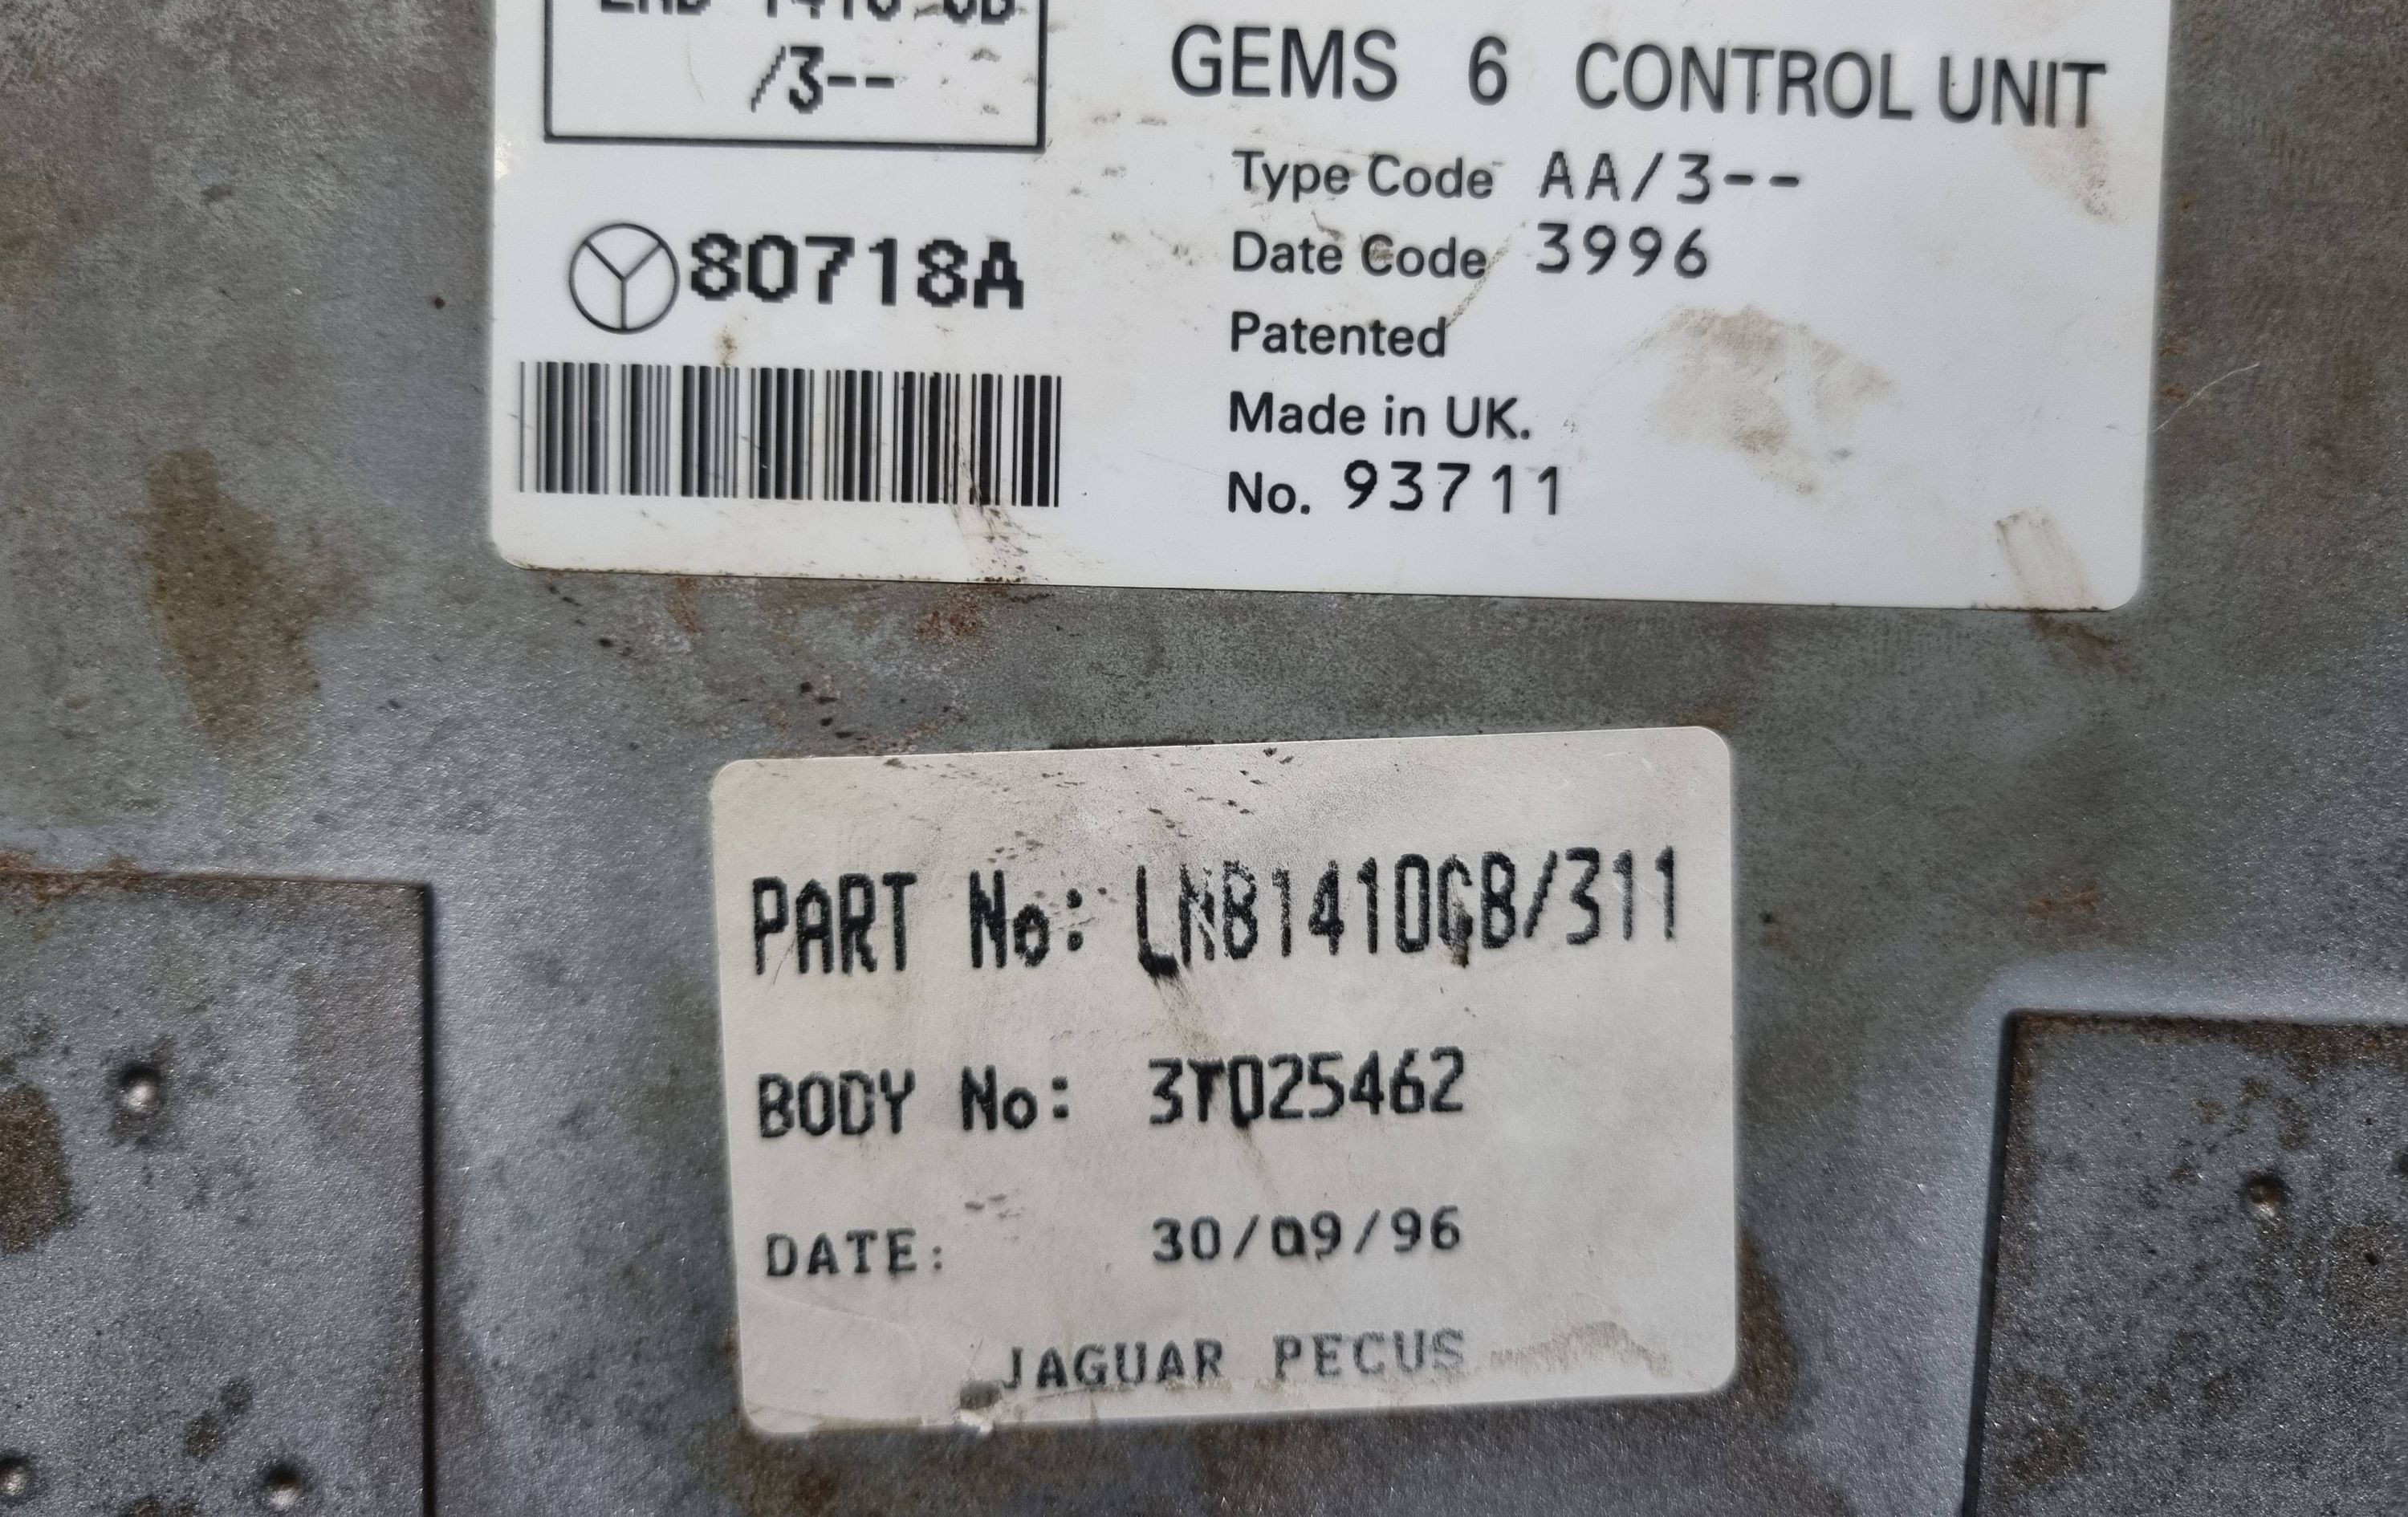 /3--
80718A
GEMS 6 CONTROL UNIT
Type Code AA/3--
Date Code 3996
Patented
Made in UK.
No. 93711
PART No: LNB1410GB/311
BODY No: 3T025462
DATE: 30/09/96
JAGUAR PECUS